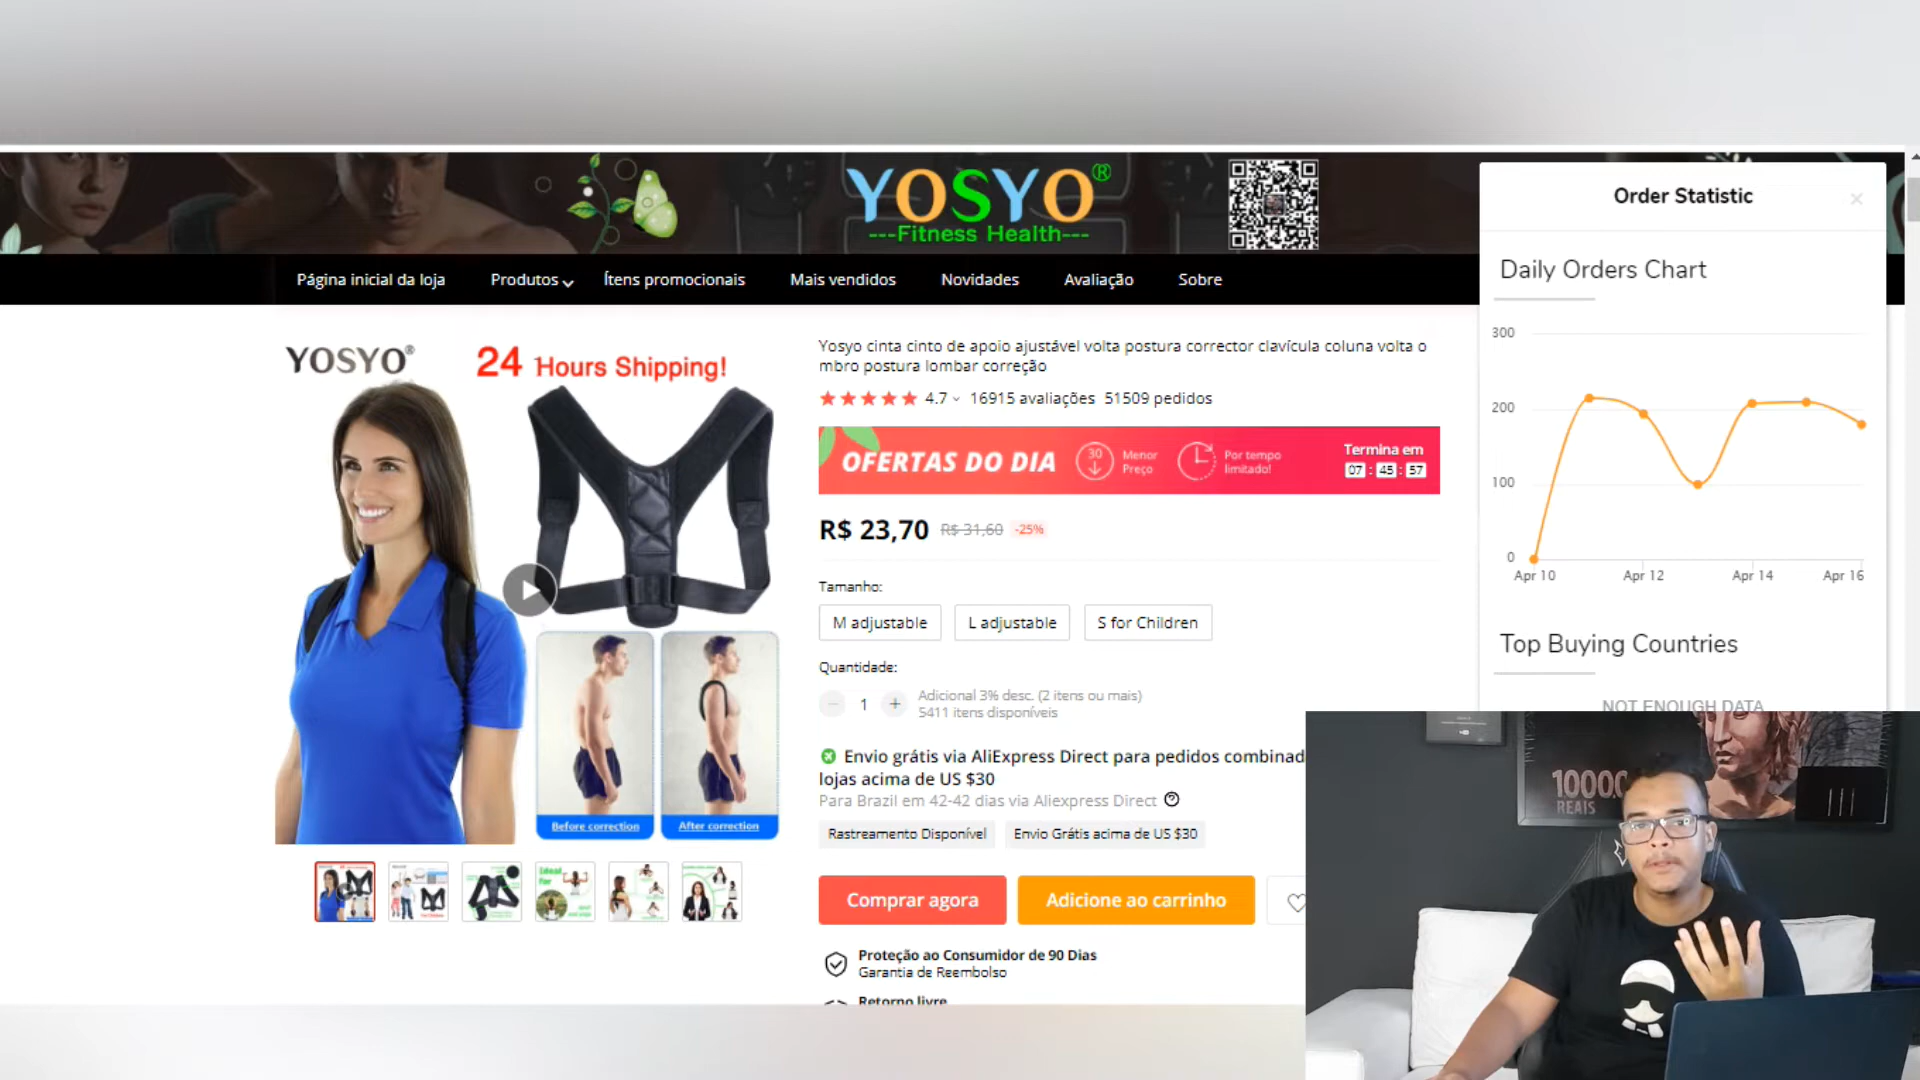 YOSYO®
---Fitness Health---
Página inicial da loja
Produtos
Ítens promocionais
Mais vendidos
Novidades
Avaliação
Sobre
YOSYO®
24 Hours Shipping!
Before correction
After correction
Yosyo cinta cinto de apoio ajustável volta postura corrector clavícula coluna volta o
mbro postura lombar correção
4.7
16915 avaliações
51509 pedidos
OFERTAS DO DIA
30
Menor
Preço
Por tempo
limitado!
Termina em
07 : 45 : 57
R$ 23,70
R$ 31,60
-25%
Tamanho:
M adjustable
L adjustable
S for Children
Quantidade:
1
Adicional 3% desc. (2 itens ou mais)
5411 itens disponíveis
Envio grátis via AliExpress Direct para pedidos combinad
lojas acima de US $30
Para Brazil em 42-42 dias via Aliexpress Direct
Rastreamento Disponível
Envio Grátis acima de US $30
Comprar agora
Adicione ao carrinho
Proteção ao Consumidor de 90 Dias
Garantia de Reembolso
Retorno livre
Order Statistic
Daily Orders Chart
300
200
100
0
Apr 10
Apr 12
Apr 14
Apr 16
Top Buying Countries
NOT ENOUGH DATA
REAIS